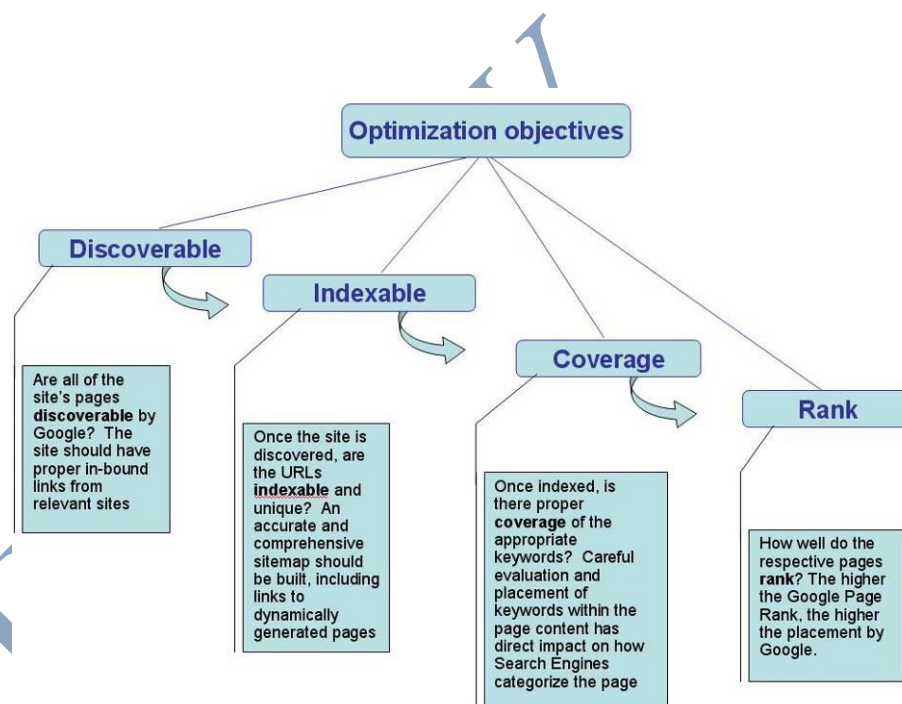 Optimization objectives
Discoverable
Indexable
Coverage
Rank
Are all of the
site's pages
discoverable by
Google? The
site should have
proper in-bound
links from
relevant sites
Once the site is
discovered, are
the URLs
indexable and
unique? An
accurate and
comprehensive
sitemap should
be built, including
links to
dynamically
generated pages
Once indexed, is
there proper
coverage of the
appropriate
keywords? Careful
evaluation and
placement of
keywords within the
page content has
direct impact on how
Search Engines
categorize the page
How well do the
respective pages
rank? The higher
the Google Page
Rank, the higher
the placement by
Google.